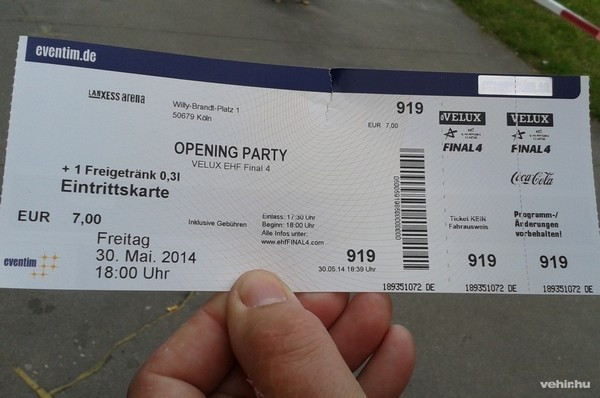 eventim.de
LANXESS arena
Willy-Brandt-Platz 1
50679 Köln
919
EUR 7,00
OPENING PARTY
VELUX EHF Final 4
+ 1 Freigetränk 0,3l
Eintrittskarte
EUR 7,00
Inklusive Gebühren
Einlass: 17:30 Uhr
Beginn: 18:00 Uhr
Alle Infos unter:
www.ehfFINAL4.com
Freitag
30. Mai. 2014
18:00 Uhr
919
30.05.14 18:39 Uhr
eventim
VELUX
FINAL4
Ticket KEIN
Fahrausweis
919
189351072 DE
VELUX
FINAL4
Coca-Cola
Programm-/
Änderungen
vorbehalten!
919
189351072 DE
vehir.hu